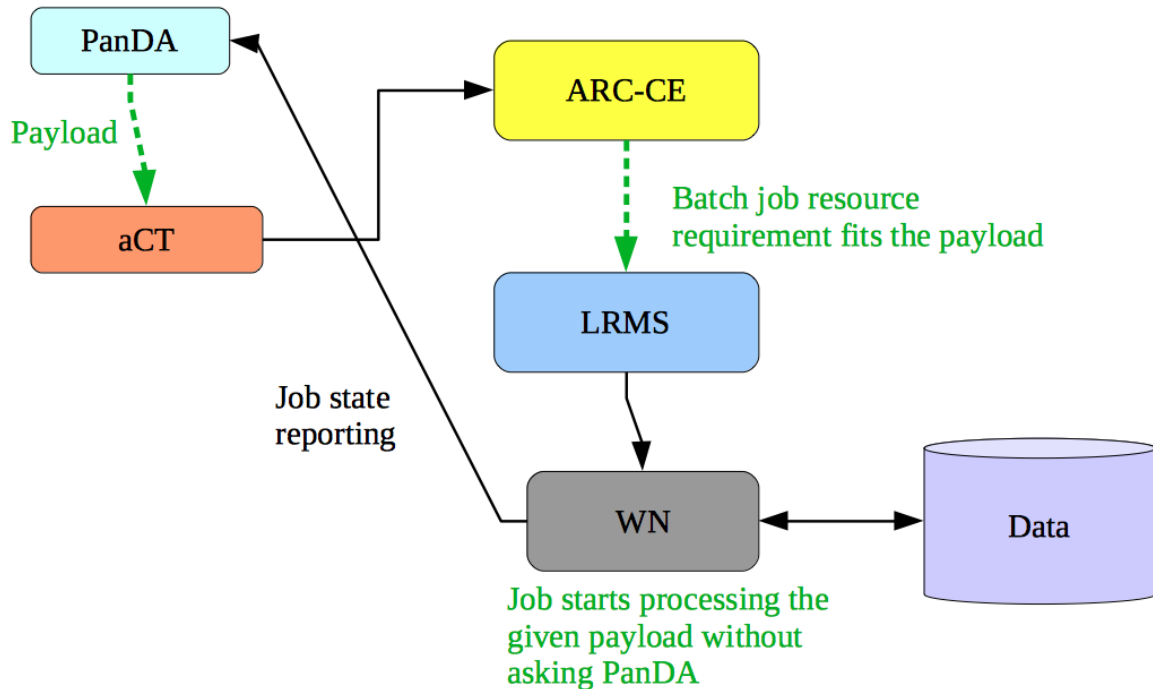 PanDA
Payload
aCT
ARC-CE
Batch job resource
requirement fits the payload
LRMS
Job state
reporting
WN
Data
Job starts processing the
given payload without
asking PanDA